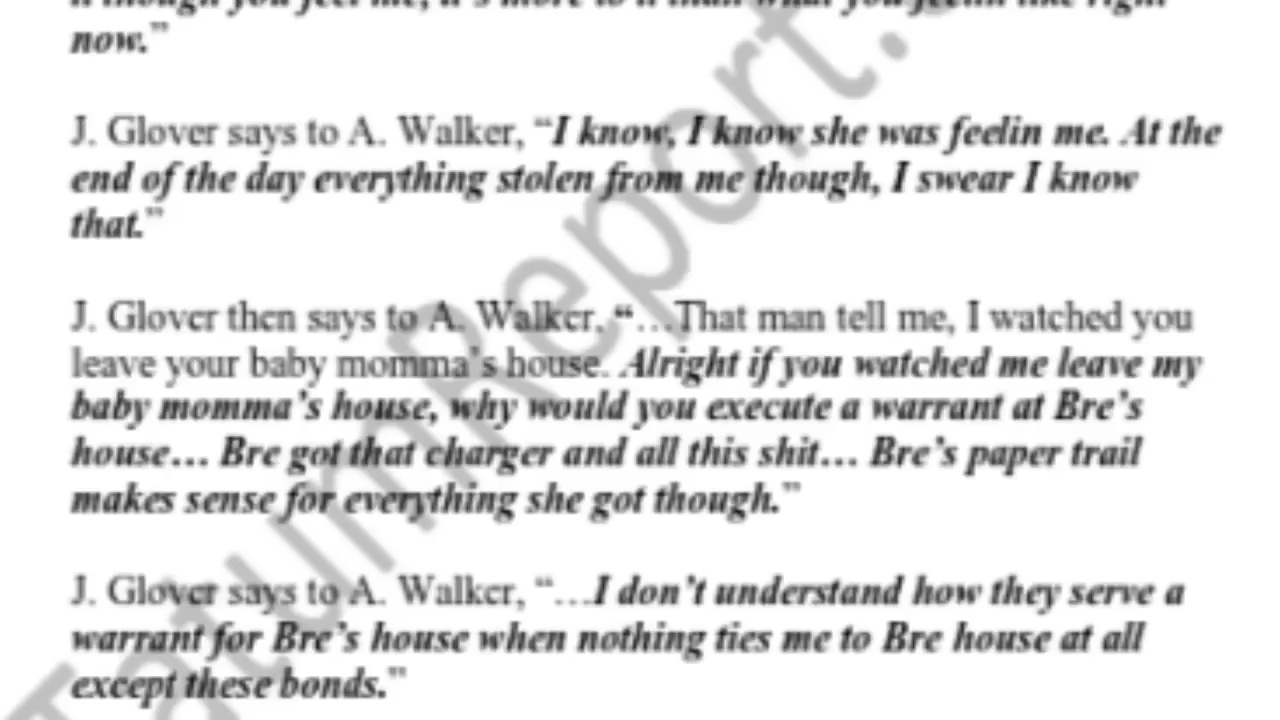 now."
J. Glover says to A. Walker, "I know, I know she was feelin me. At the
end of the day everything stolen from me though, I swear I know
that."
J. Glover then says to A. Walker, "…That man tell me, I watched you
leave your baby momma's house. Alright if you watched me leave my
baby momma's house, why would you execute a warrant at Bre's
house… Bre got that charger and all this shit… Bre's paper trail
makes sense for everything she got though."
J. Glover says to A. Walker, "…I don't understand how they serve a
warrant for Bre's house when nothing ties me to Bre house at all
except these bonds."
TatumReport.